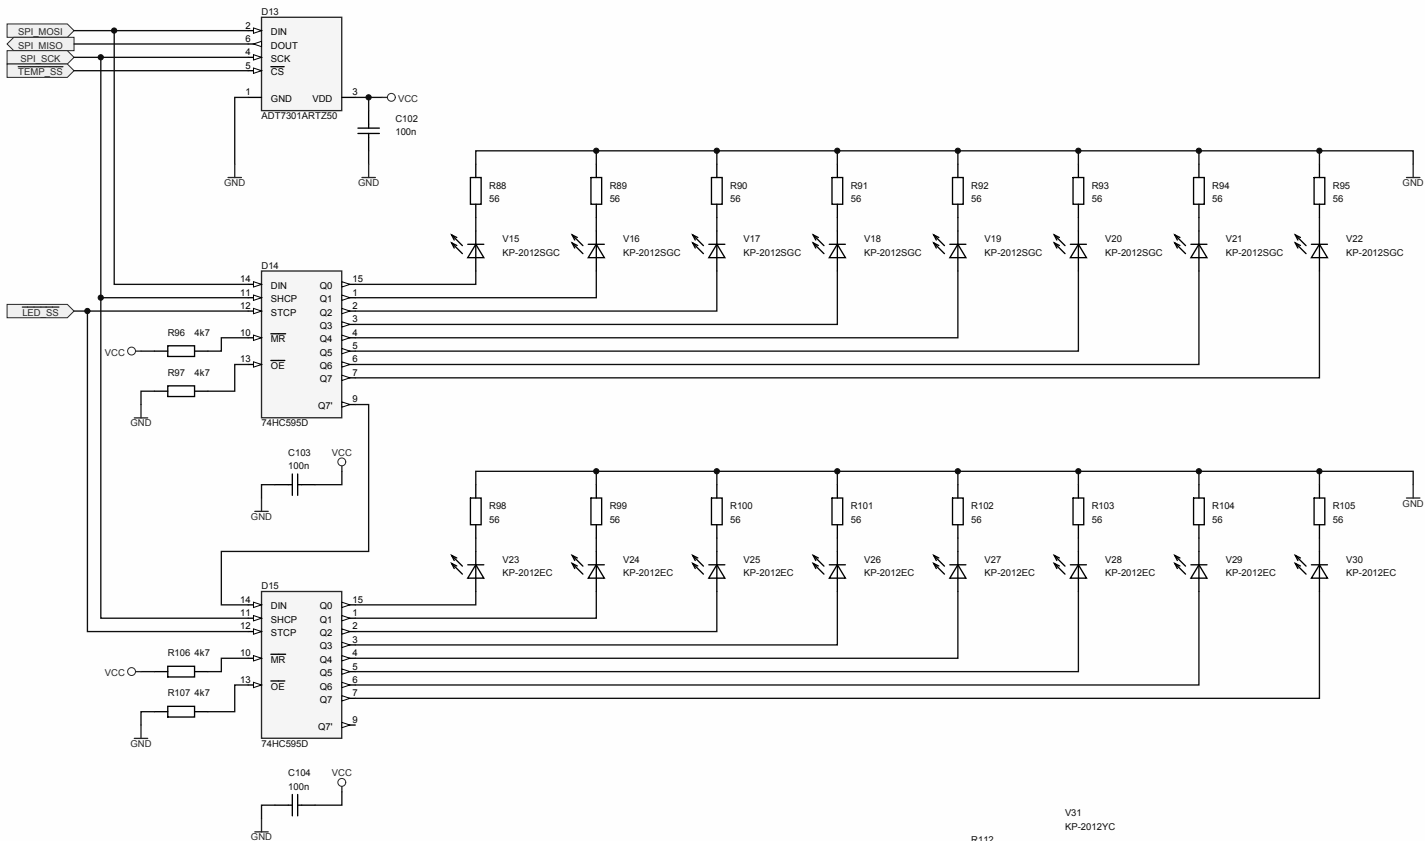 D13
SPI_MOSI
SPI_MISO
SPI_SCK
TEMP_SS
2 DIN
6 DOUT
4 SCK
5 CS
1 GND VDD 3
ADT7301ARTZ50
VCC
C102
100n
GND
GND
GND
R88
56
R89
56
R90
56
R91
56
R92
56
R93
56
R94
56
R95
56
V15
KP-2012SGC
V16
KP-2012SGC
V17
KP-2012SGC
V18
KP-2012SGC
V19
KP-2012SGC
V20
KP-2012SGC
V21
KP-2012SGC
V22
KP-2012SGC
LED_SS
D14
14 DIN Q0 15
11 SHCP Q1 1
12 STCP Q2 2
Q3 3
10 MR Q4 4
Q5 5
13 OE Q6 6
Q7 7
Q7' 9
74HC595D
R96 4k7
VCC
R97 4k7
GND
C103
100n
VCC
GND
GND
R98
56
R99
56
R100
56
R101
56
R102
56
R103
56
R104
56
R105
56
V23
KP-2012EC
V24
KP-2012EC
V25
KP-2012EC
V26
KP-2012EC
V27
KP-2012EC
V28
KP-2012EC
V29
KP-2012EC
V30
KP-2012EC
D15
14 DIN Q0 15
11 SHCP Q1 1
12 STCP Q2 2
Q3 3
10 MR Q4 4
Q5 5
13 OE Q6 6
Q7 7
Q7' 9
74HC595D
R106 4k7
VCC
R107 4k7
GND
C104
100n
VCC
GND
V31
KP-2012YC
R112